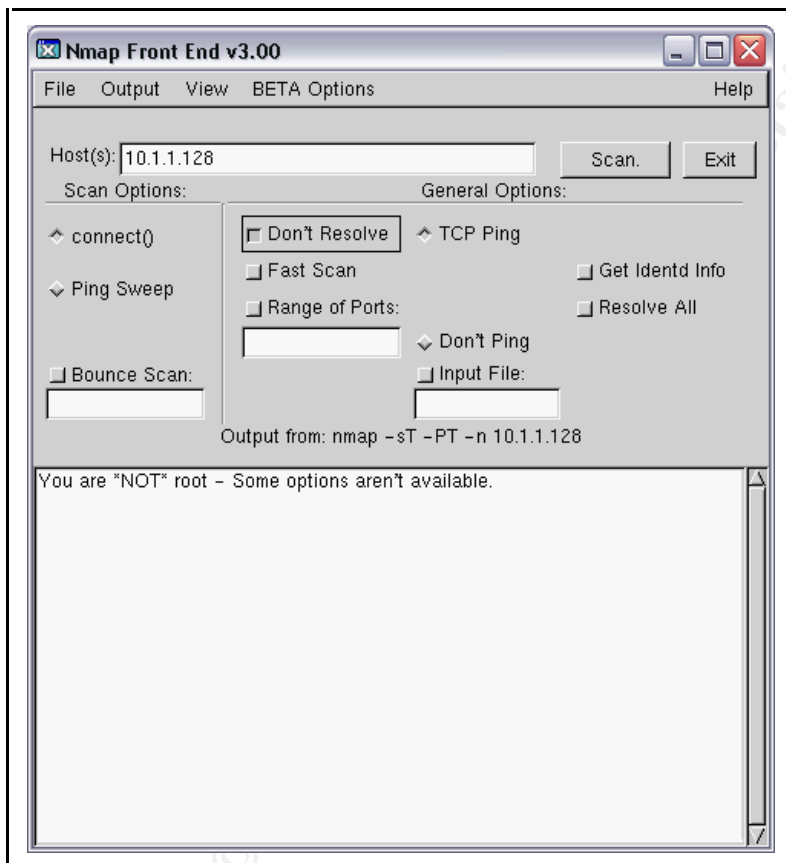 Nmap Front End v3.00
File Output View BETA Options Help
Host(s): 10.1.1.128 Scan. Exit
Scan Options: General Options:
connect() Don't Resolve TCP Ping
Fast Scan Get Identd Info
Ping Sweep
Range of Ports: Resolve All
Don't Ping
Bounce Scan: Input File:
Output from: nmap -sT -PT -n 10.1.1.128
You are *NOT* root - Some options aren't available.